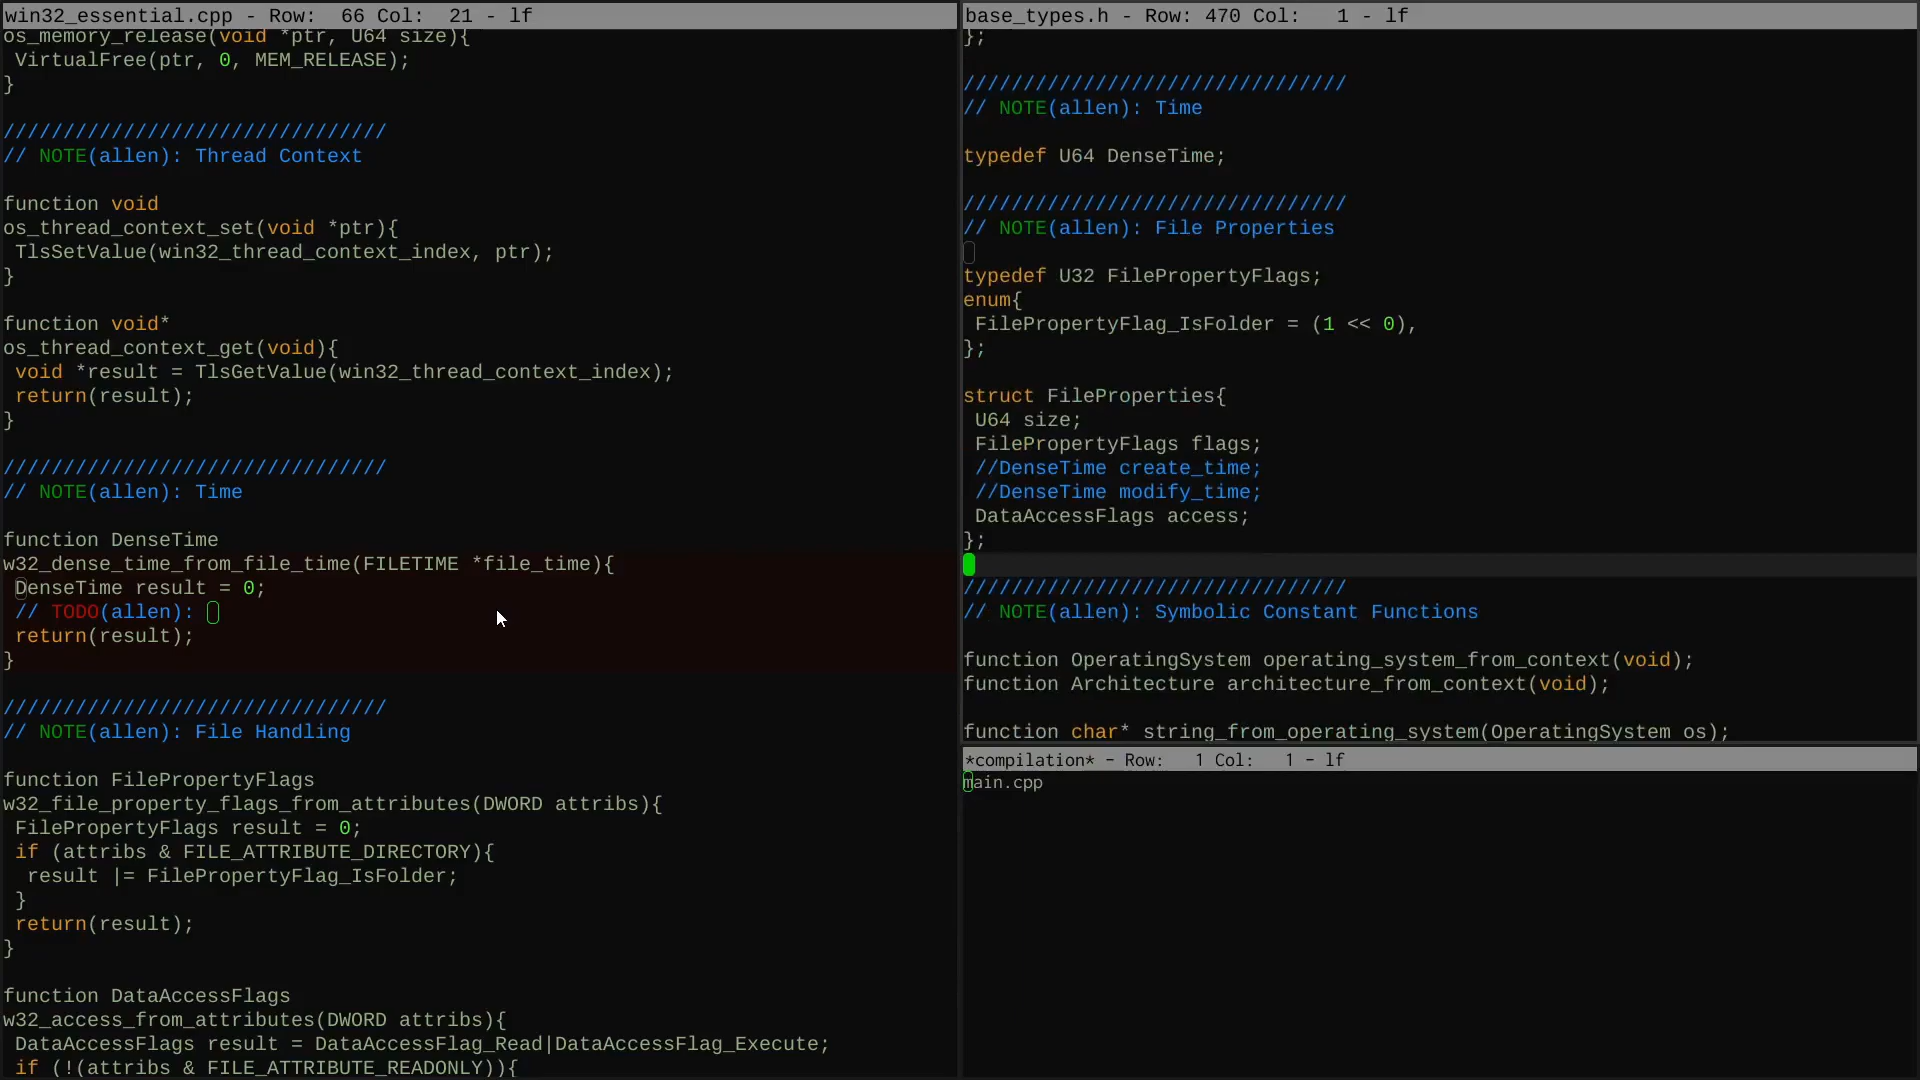 win32_essential.cpp - Row:  66 Col:  21 - lf
os_memory_release(void *ptr, U64 size){
 VirtualFree(ptr, 0, MEM_RELEASE);
}
////////////////////////////////
// NOTE(allen): Thread Context
function void
os_thread_context_set(void *ptr){
 TlsSetValue(win32_thread_context_index, ptr);
}
function void*
os_thread_context_get(void){
 void *result = TlsGetValue(win32_thread_context_index);
 return(result);
}
////////////////////////////////
// NOTE(allen): Time
function DenseTime
w32_dense_time_from_file_time(FILETIME *file_time){
 DenseTime result = 0;
 // TODO(allen):
 return(result);
}
////////////////////////////////
// NOTE(allen): File Handling
function FilePropertyFlags
w32_file_property_flags_from_attributes(DWORD attribs){
 FilePropertyFlags result = 0;
 if (attribs & FILE_ATTRIBUTE_DIRECTORY){
  result |= FilePropertyFlag_IsFolder;
 }
 return(result);
}
function DataAccessFlags
w32_access_from_attributes(DWORD attribs){
 DataAccessFlags result = DataAccessFlag_Read|DataAccessFlag_Execute;
 if (!(attribs & FILE_ATTRIBUTE_READONLY)){
base_types.h - Row: 470 Col:   1 - lf
};
////////////////////////////////
// NOTE(allen): Time
typedef U64 DenseTime;
////////////////////////////////
// NOTE(allen): File Properties
typedef U32 FilePropertyFlags;
enum{
 FilePropertyFlag_IsFolder = (1 << 0),
};
struct FileProperties{
 U64 size;
 FilePropertyFlags flags;
 //DenseTime create_time;
 //DenseTime modify_time;
 DataAccessFlags access;
};
////////////////////////////////
// NOTE(allen): Symbolic Constant Functions
function OperatingSystem operating_system_from_context(void);
function Architecture architecture_from_context(void);
function char* string_from_operating_system(OperatingSystem os);
*compilation* - Row:   1 Col:   1 - lf
main.cpp